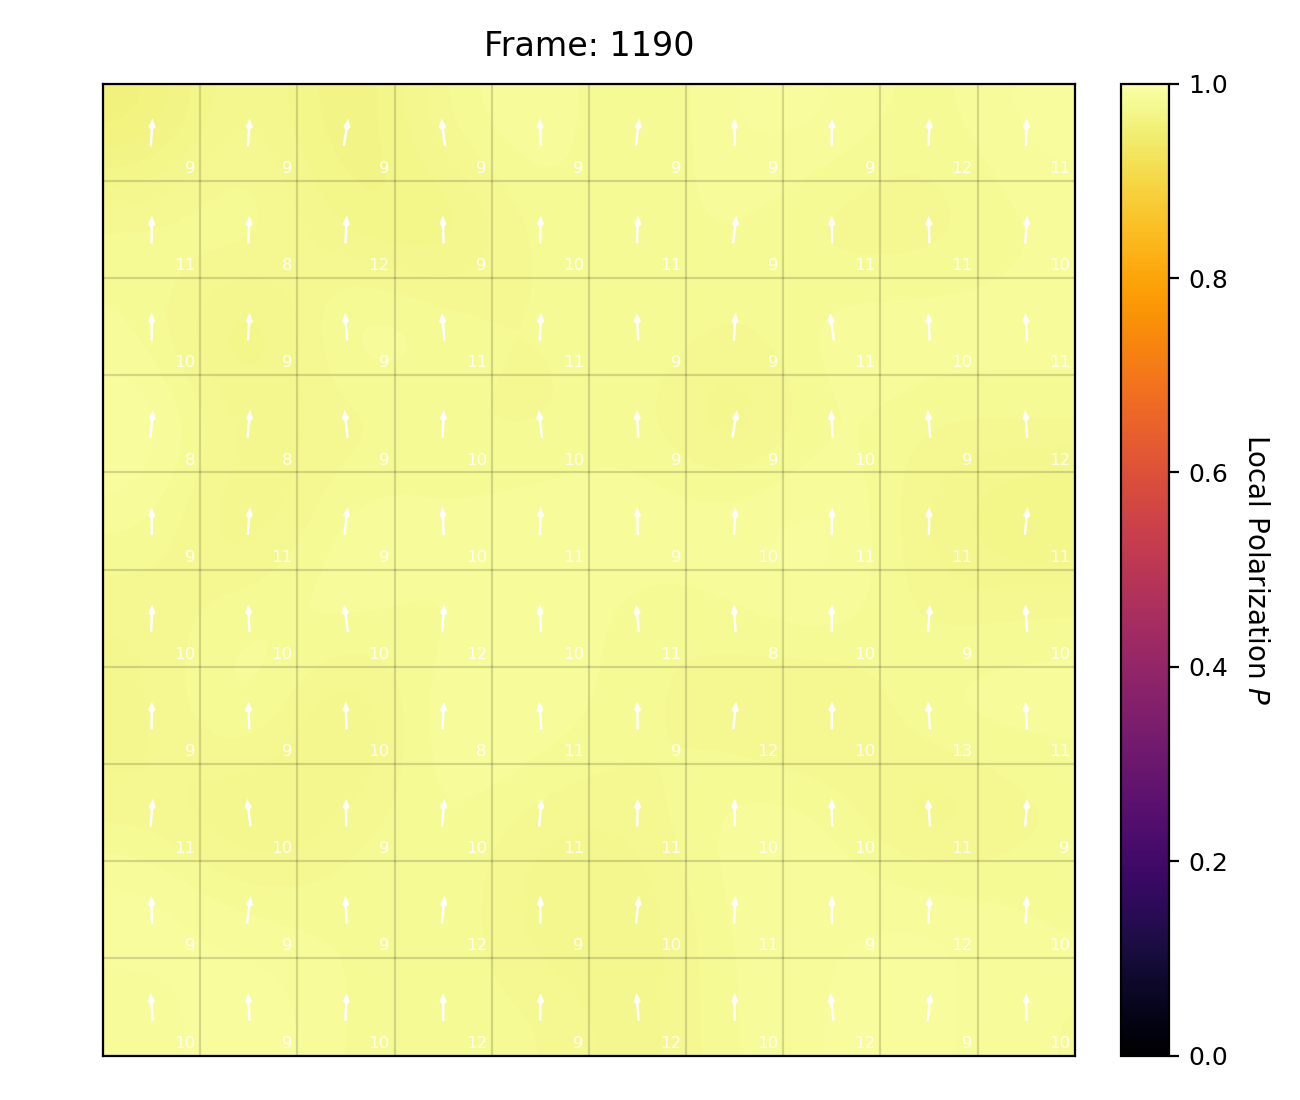 Frame: 1190
9 9 9 9 9 9 9 9 12 11
11 8 12 9 10 11 9 11 11 10
10 9 9 11 11 9 9 11 10 11
8 8 9 10 10 9 9 10 9 12
9 11 9 10 11 9 10 11 11 11
10 10 10 12 10 11 8 10 9 10
9 9 10 8 11 9 12 10 13 11
11 10 9 10 11 11 10 10 11 9
9 9 9 12 9 10 11 9 12 10
10 9 10 12 9 12 10 12 9 10
1.0
0.8
0.6
0.4
0.2
0.0
Local Polarization P